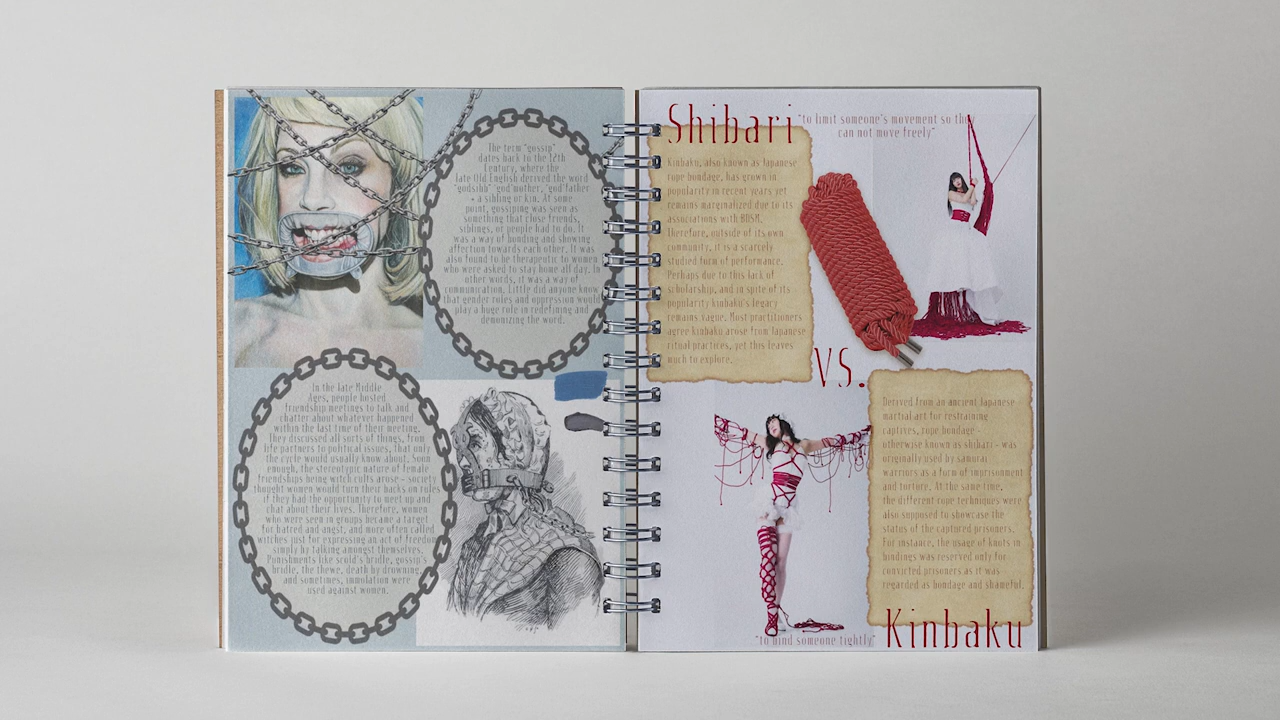 The term "gossip"
dates back to the 12th
Century, where the
late Old English derived the word
"godsibb" "god mother, "god father
+ a sibling or kin. At some
point, gossiping was seen as
something that close friends,
siblings, or people had to do. It
was a way of bonding and showing
affection towards each other. It was
also found to be therapeutic to women
who were asked to stay home all day. In
other words, it was a way of
communication. Little did anyone know
that gender roles and oppression would
play a huge role in redefining and
demonizing the word.
In the late Middle
Ages, people hosted
friendship meetings to talk and
chatter about whatever happened
within the last time of their meeting.
They discussed all sorts of things, from
life partners to political issues, that only
the cycle would usually know about. Soon
enough, the stereotypic nature of female
friendships being witch cults arose - society
thought women would turn their backs on roles
if they had the opportunity to meet up and
chat about their lives. Therefore, women
who were seen in groups became a target
for hatred and angst, and more often called
witches just for expressing an act of freedom
simply by talking amongst themselves.
Punishments like scold's bridle, gossip's
bridle, the thewe, death by drowning,
and sometimes, immolation were
used against women.
Shibari
"to limit someone's movement so they
can not move freely"
Kinbaku, also known as Japanese
rope bondage, has grown in
popularity in recent years yet
remains marginalized due to its
associations with BDSM.
Therefore, outside of its own
community, it is a scarcely
studied form of performance.
Perhaps due to this lack of
scholarship, and in spite of its
popularity kinbaku's legacy
remains vague. Most practitioners
agree kinbaku arose from Japanese
ritual practices, yet this leaves
much to explore.
VS.
Derived from an ancient Japanese
martial art for restraining
captives, rope bondage -
otherwise known as shibari - was
originally used by samurai
warriors as a form of imprisonment
and torture. At the same time,
the different rope techniques were
also supposed to showcase the
status of the captured prisoners.
For instance, the usage of knots in
bindings was reserved only for
convicted prisoners as it was
regarded as bondage and shameful.
"to bind someone tightly"
Kinbaku